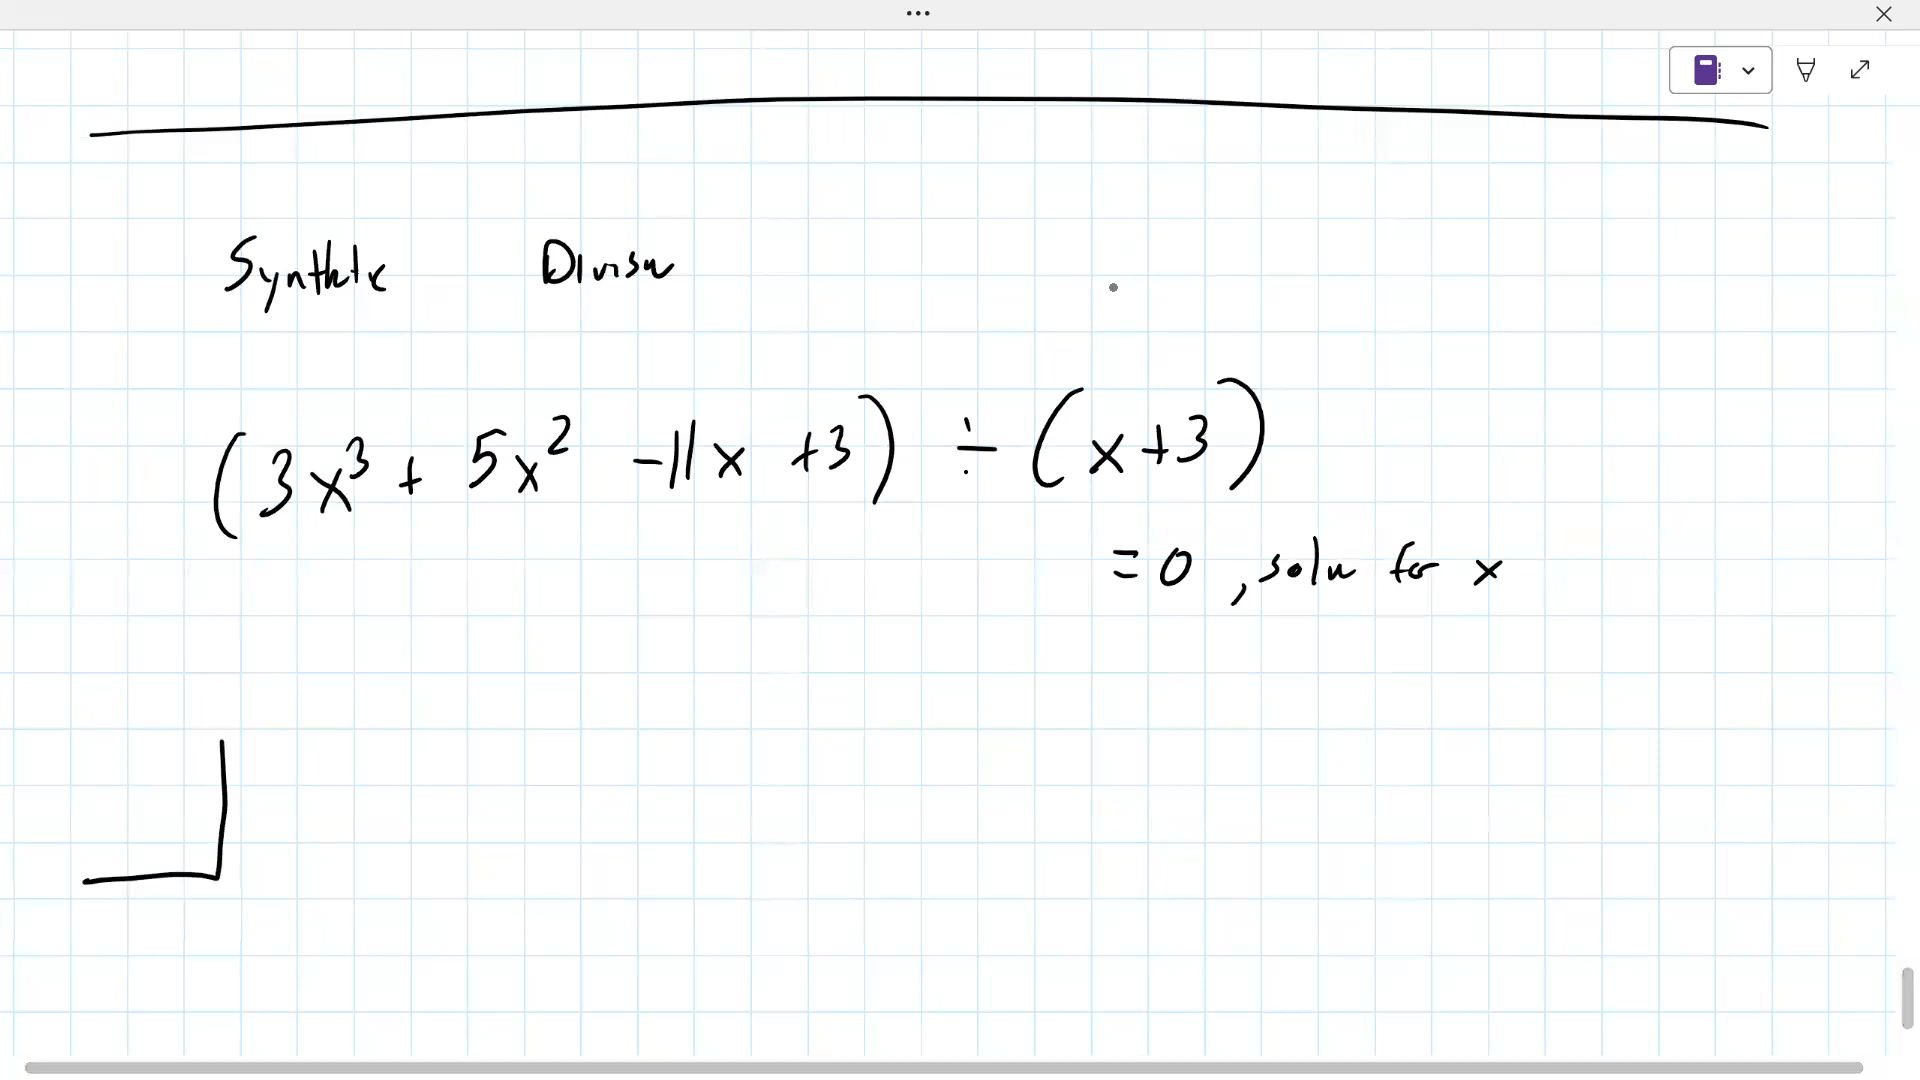 Synthetic Division
(3x³ + 5x² -11x +3) ÷ (x+3)
= 0 , solve for x